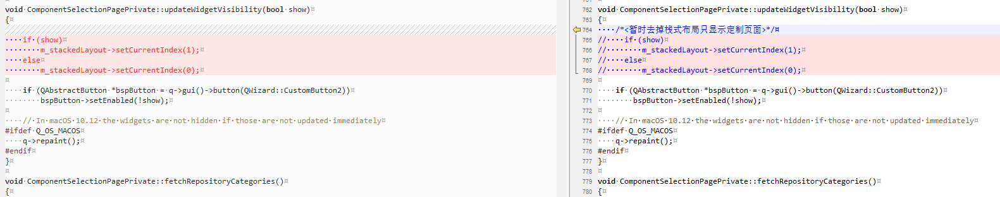 void ComponentSelectionPagePrivate::updateWidgetVisibility(bool show)
{
    if (show)
        m_stackedLayout->setCurrentIndex(1);
    else
        m_stackedLayout->setCurrentIndex(0);
    if (QAbstractButton *bspButton = q->gui()->button(QWizard::CustomButton2))
        bspButton->setEnabled(!show);
    // In macOS 10.12 the widgets are not hidden if those are not updated immediately
#ifdef Q_OS_MACOS
    q->repaint();
#endif
}
void ComponentSelectionPagePrivate::fetchRepositoryCategories()
{
762 void ComponentSelectionPagePrivate::updateWidgetVisibility(bool show)
763 {
764     /*<暂时去掉栈式布局只显示定制页面>*/
765 //    if (show)
766 //        m_stackedLayout->setCurrentIndex(1);
767 //    else
768 //        m_stackedLayout->setCurrentIndex(0);
769
770     if (QAbstractButton *bspButton = q->gui()->button(QWizard::CustomButton2))
771         bspButton->setEnabled(!show);
772
773     // In macOS 10.12 the widgets are not hidden if those are not updated immediately
774 #ifdef Q_OS_MACOS
775     q->repaint();
776 #endif
777 }
778
779 void ComponentSelectionPagePrivate::fetchRepositoryCategories()
780 {